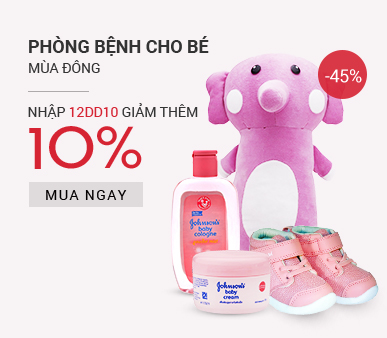 PHÒNG BỆNH CHO BÉ
MÙA ĐÔNG
-45%
NHẬP 12DD10 GIẢM THÊM
10%
MUA NGAY
Johnson's
baby
cologne
Johnson's
baby
cream